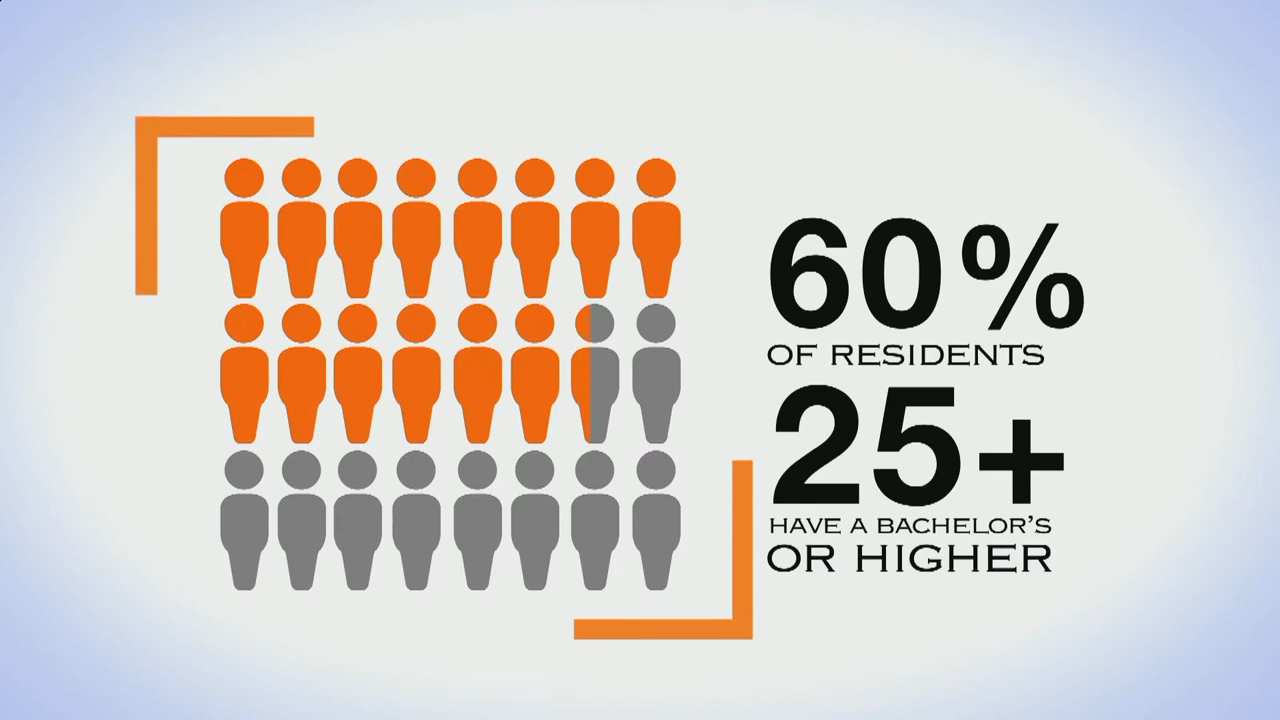 60%
OF RESIDENTS
25+
HAVE A BACHELOR'S
OR HIGHER